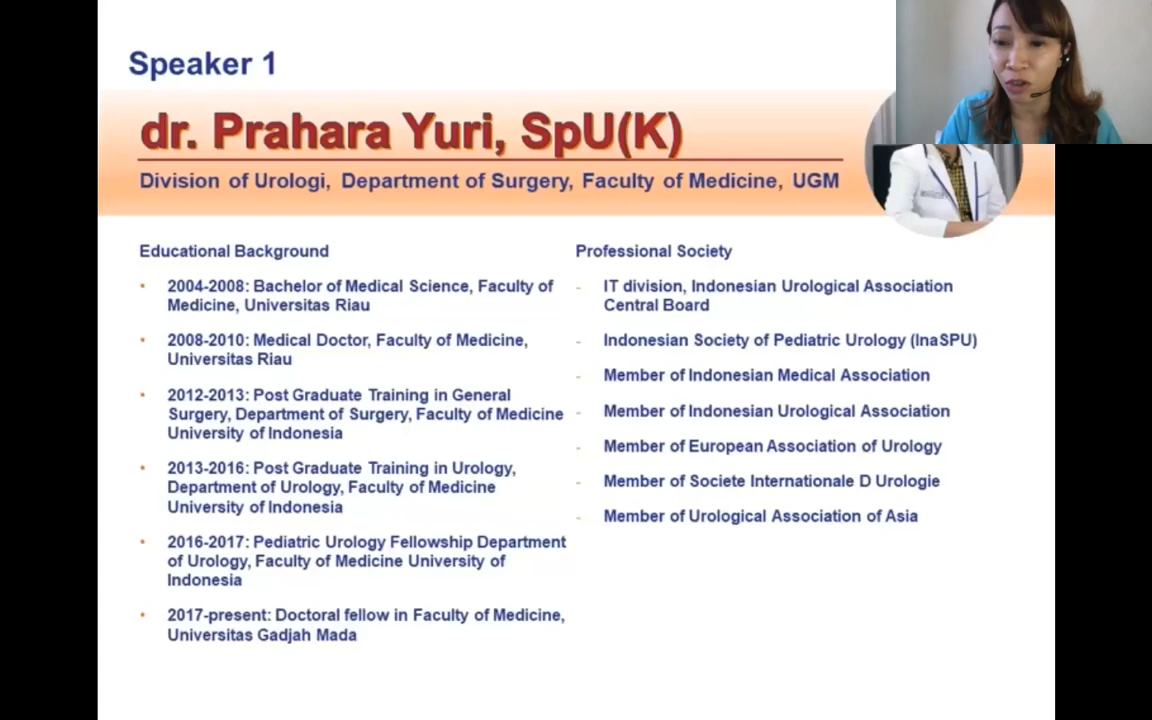 Speaker 1
dr. Prahara Yuri, SpU(K)
Division of Urologi, Department of Surgery, Faculty of Medicine, UGM
Educational Background
• 2004-2008: Bachelor of Medical Science, Faculty of
Medicine, Universitas Riau
• 2008-2010: Medical Doctor, Faculty of Medicine,
Universitas Riau
• 2012-2013: Post Graduate Training in General
Surgery, Department of Surgery, Faculty of Medicine
University of Indonesia
• 2013-2016: Post Graduate Training in Urology,
Department of Urology, Faculty of Medicine
University of Indonesia
• 2016-2017: Pediatric Urology Fellowship Department
of Urology, Faculty of Medicine University of
Indonesia
• 2017-present: Doctoral fellow in Faculty of Medicine,
Universitas Gadjah Mada
Professional Society
- IT division, Indonesian Urological Association
Central Board
- Indonesian Society of Pediatric Urology (InaSPU)
- Member of Indonesian Medical Association
- Member of Indonesian Urological Association
- Member of European Association of Urology
- Member of Societe Internationale D Urologie
- Member of Urological Association of Asia